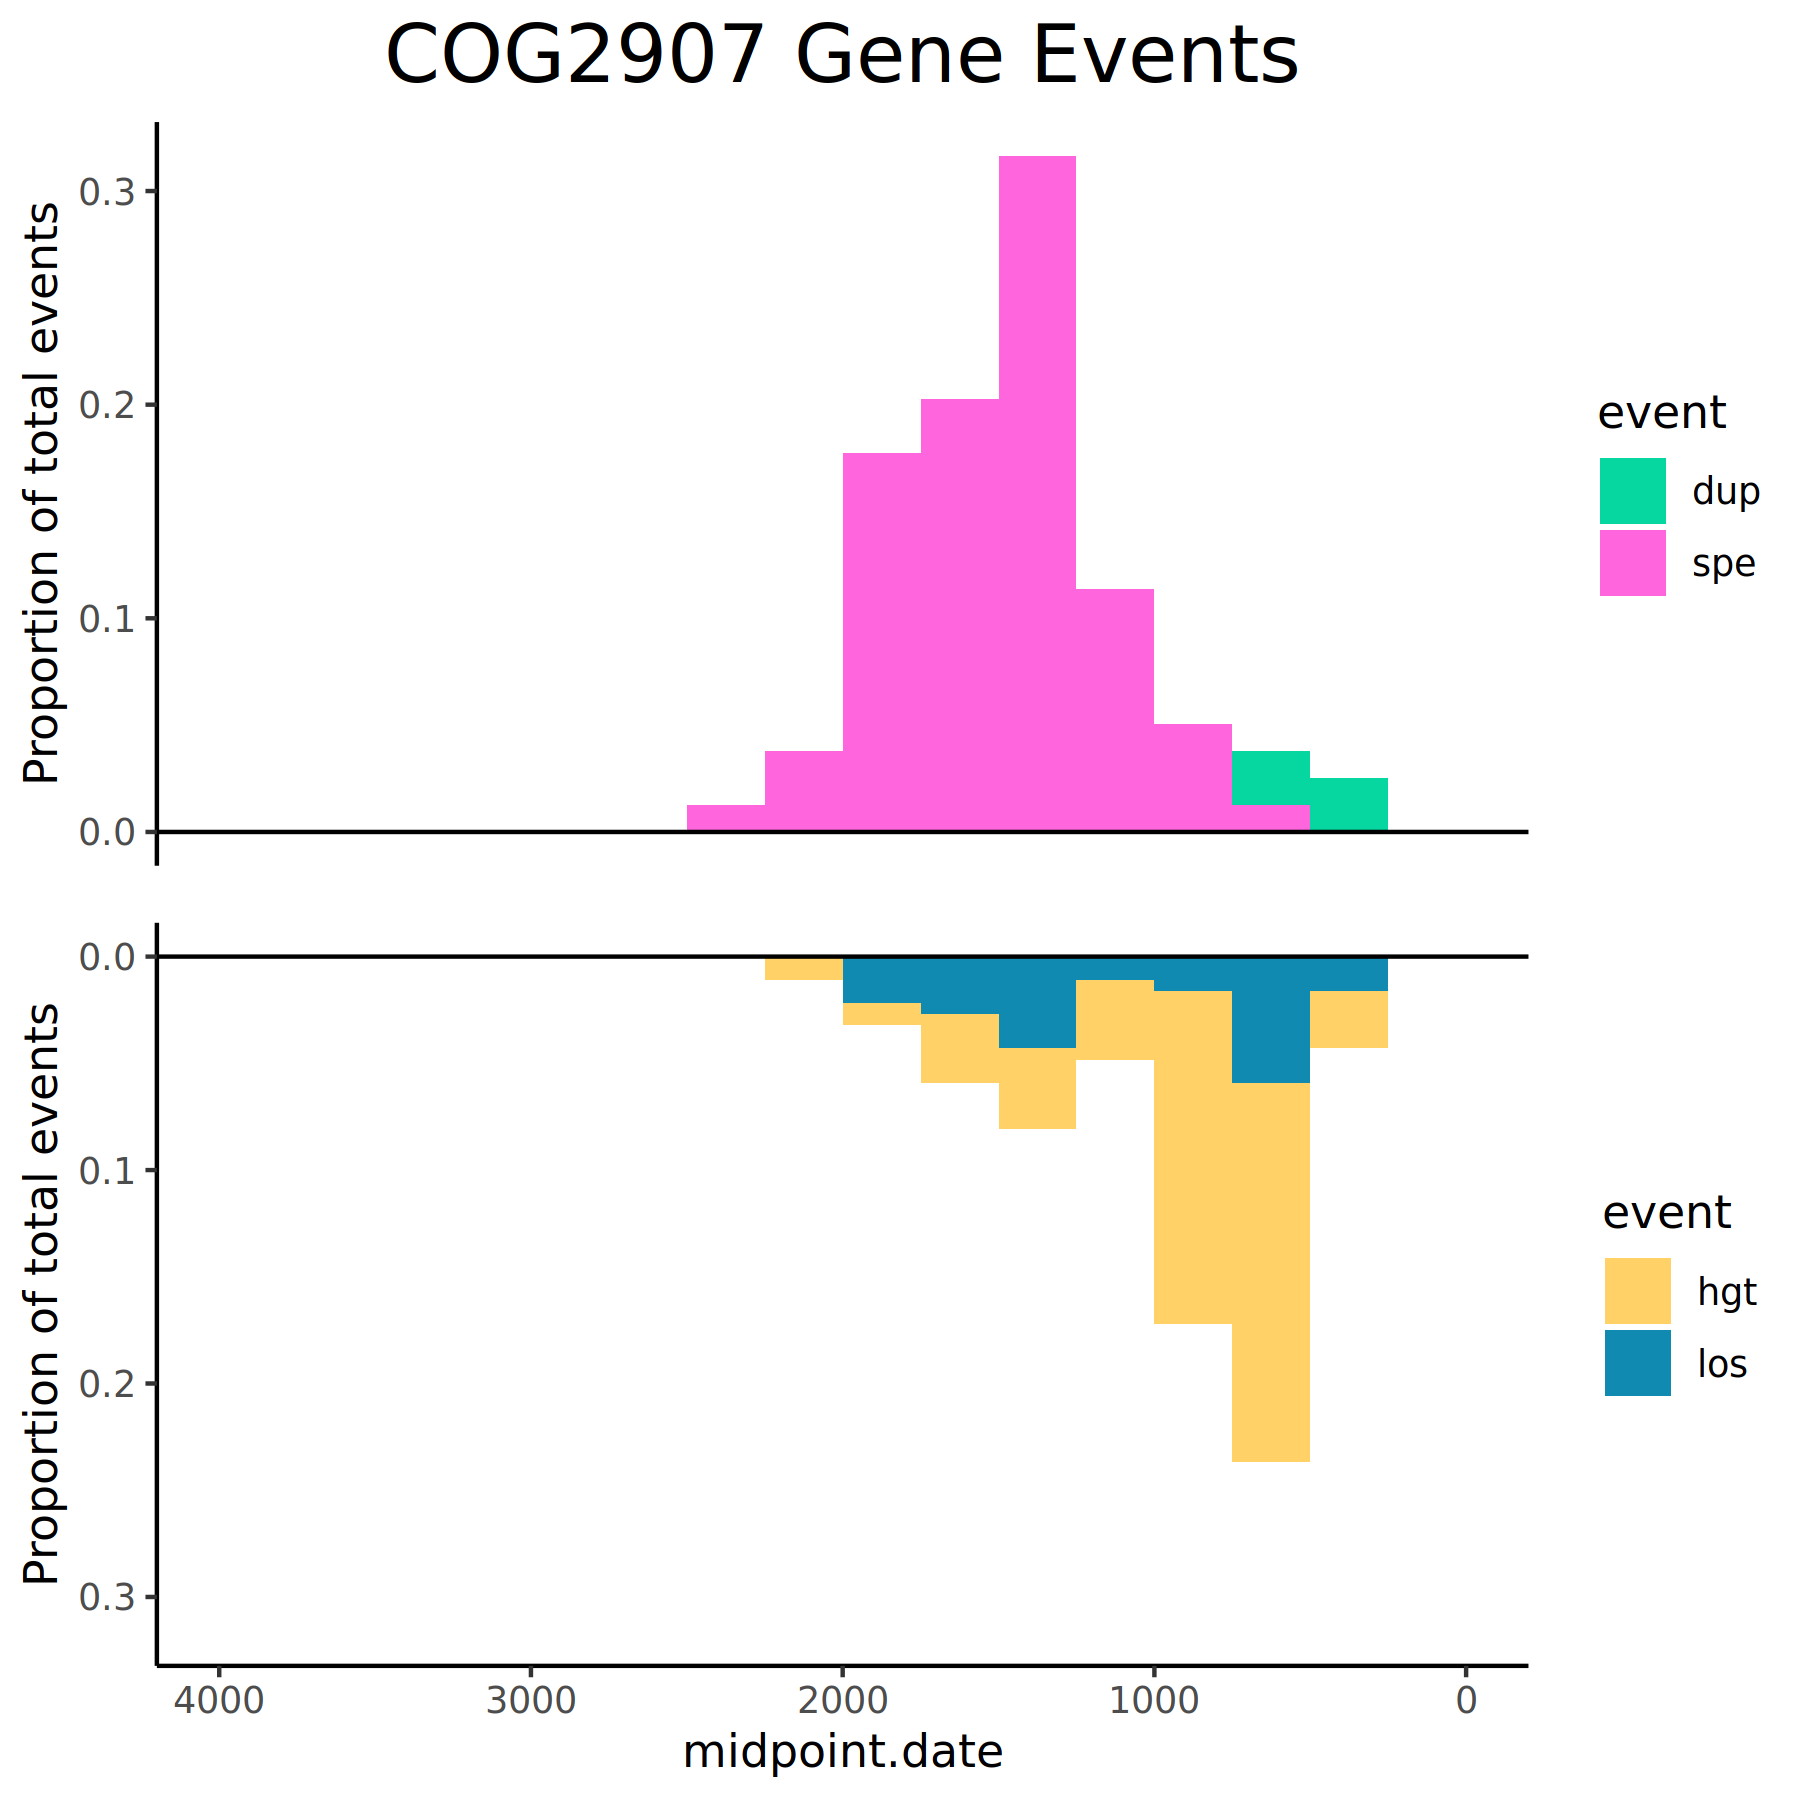 COG2907 Gene Events
Proportion of total events
0.3
0.2
0.1
0.0
event
dup
spe
Proportion of total events
0.0
0.1
0.2
0.3
event
hgt
los
4000 3000 2000 1000 0
midpoint.date